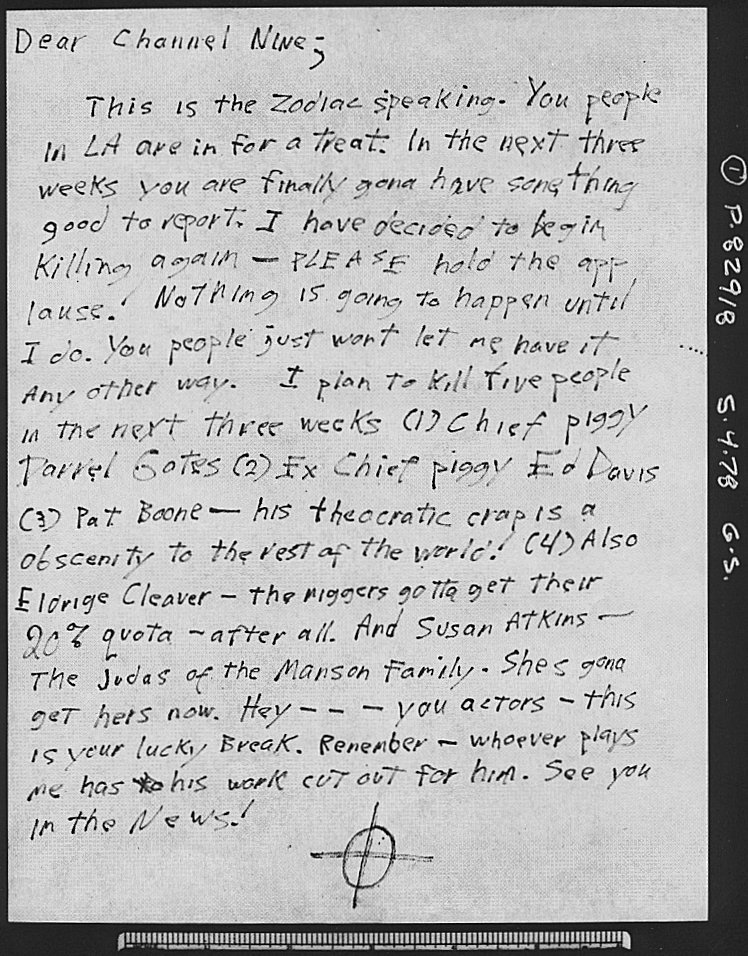 Dear Channel Nine;
This is the Zodiac speaking. You people
in LA are in for a treat. In the next three
weeks you are finally gona have something
good to report. I have decided to begin
killing again — PLEASE hold the app
lause! Nothing is going to happen until
I do. You people just wont let me have it
any other way. I plan to kill five people
in the next three weeks (1) Chief piggy
Darrel Gates (2) Ex Chief piggy Ed Davis
(3) Pat Boone — his theocratic crap is a
obscenity to the rest of the world! (4) Also
Eldrige Cleaver — the niggers gotta get their
20% quota — after all. And Susan Atkins —
The Judas of the Manson Family. Shes gona
get hers now. Hey - - - you actors — this
is your lucky Break. Remember — whoever plays
me has his work cut out for him. See you
in the News!
① P.82918 5.4.78 G.S.